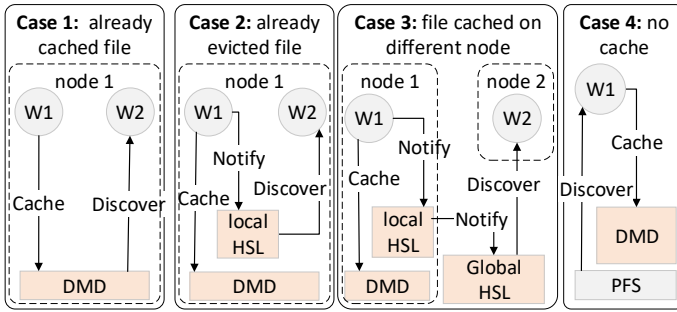 Case 1: already
cached file
node 1
W1
W2
Cache
Discover
DMD
Case 2: already
evicted file
node 1
W1
W2
Notify
Cache
Discover
local
HSL
DMD
Case 3: file cached on
different node
node 1
node 2
W1
W2
Notify
Cache
Discover
local
HSL
Notify
DMD
Global
HSL
Case 4: no
cache
W1
Cache
Discover
DMD
PFS